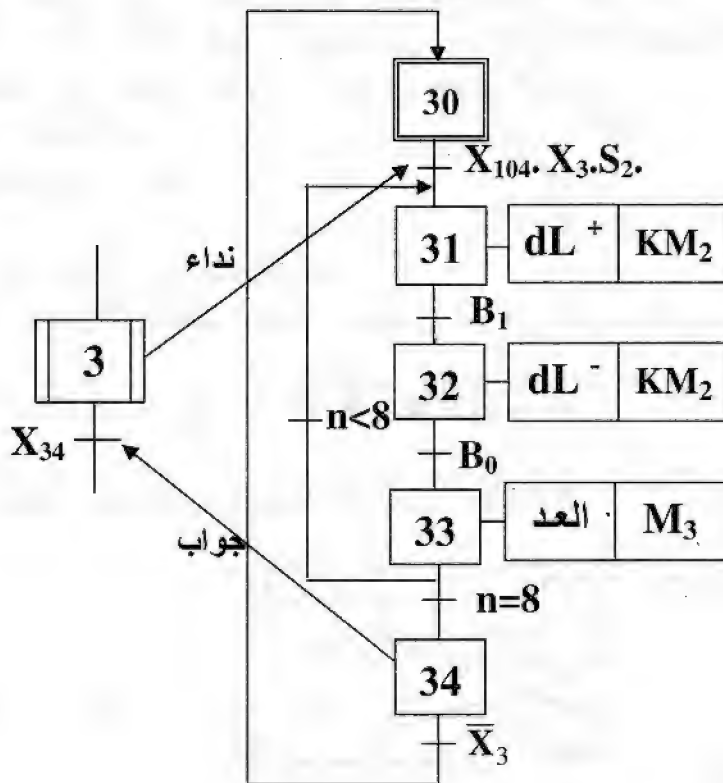 30
X₁₀₄. X₃.S₂.
31 dL⁺ KM₂
نداء
B₁
3
32 dL⁻ KM₂
n<8
X₃₄
B₀
33 العد M₃
جواب
n=8
34
X̅₃